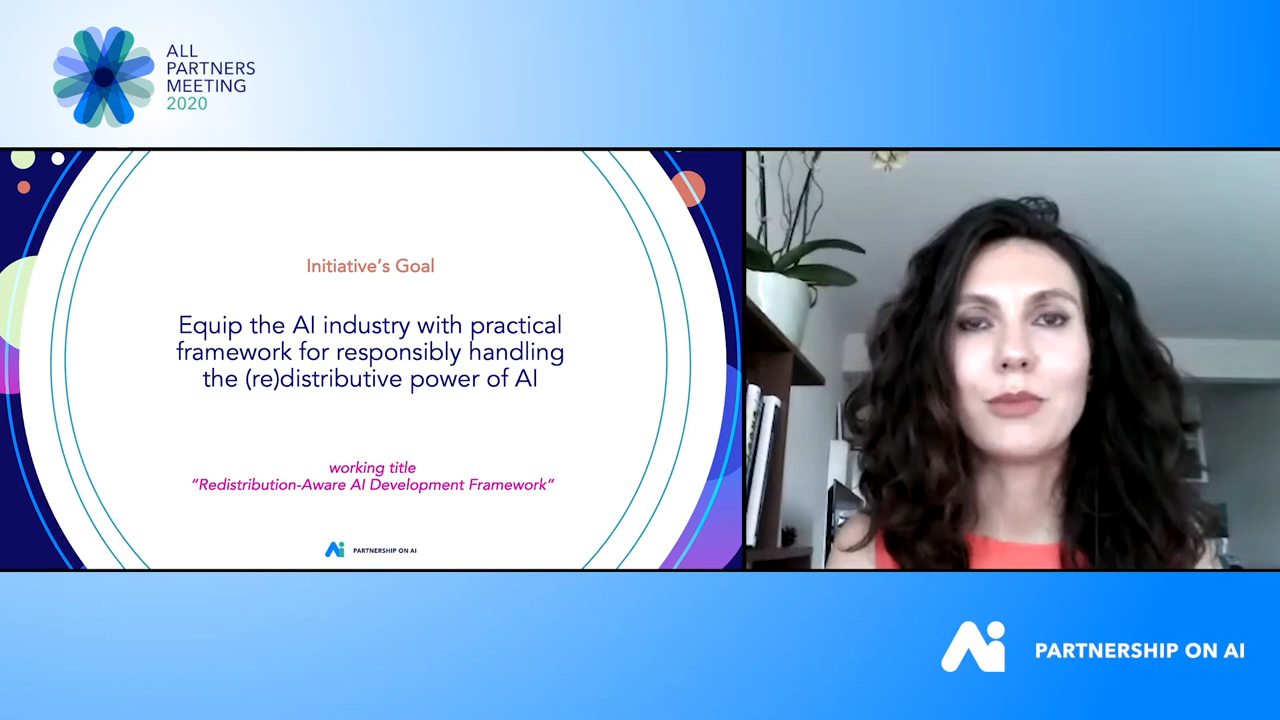 ALL
PARTNERS
MEETING
2020
Initiative’s Goal
Equip the AI industry with practical
framework for responsibly handling
the (re)distributive power of AI
working title
“Redistribution-Aware AI Development Framework”
PARTNERSHIP ON AI
PARTNERSHIP ON AI